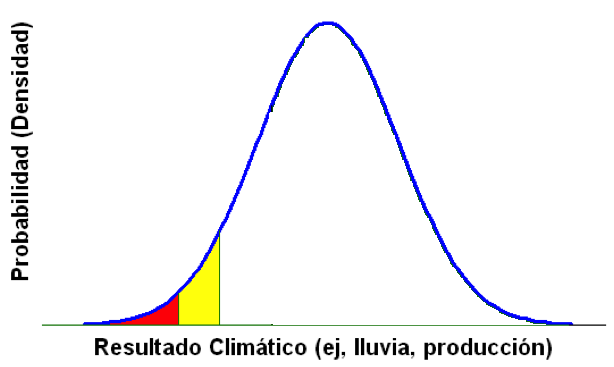 Probabilidad (Densidad)
Resultado Climático (ej, lluvia, producción)